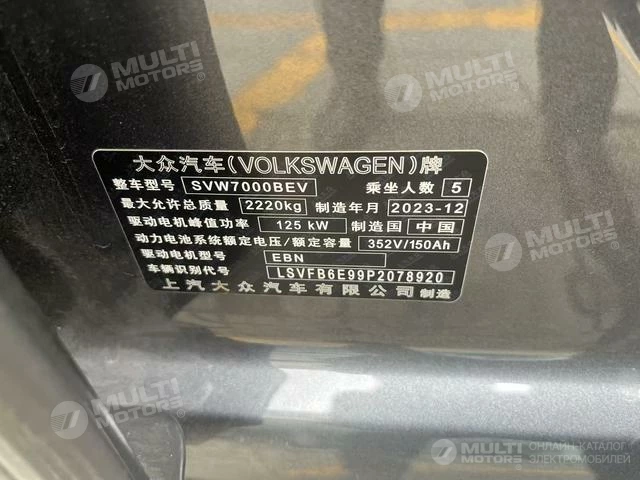 大众汽车(VOLKSWAGEN)牌
整车型号 SVW7000BEV 乘坐人数 5
最大允许总质量 2220kg 制造年月 2023-12
驱动电机峰值功率 125 kW 制造国 中国
动力电池系统额定电压/额定容量 352V/150Ah
驱动电机型号 EBN
车辆识别代号 LSVFB6E99P2078920
上汽大众汽车有限公司 制造
MULTI MOTORS®
MULTI MOTORS®
MULTI MOTORS®
MULTI MOTORS®
MULTI MOTORS
ОНЛАЙН-КАТАЛОГ
ЭЛЕКТРОМОБИЛЕЙ